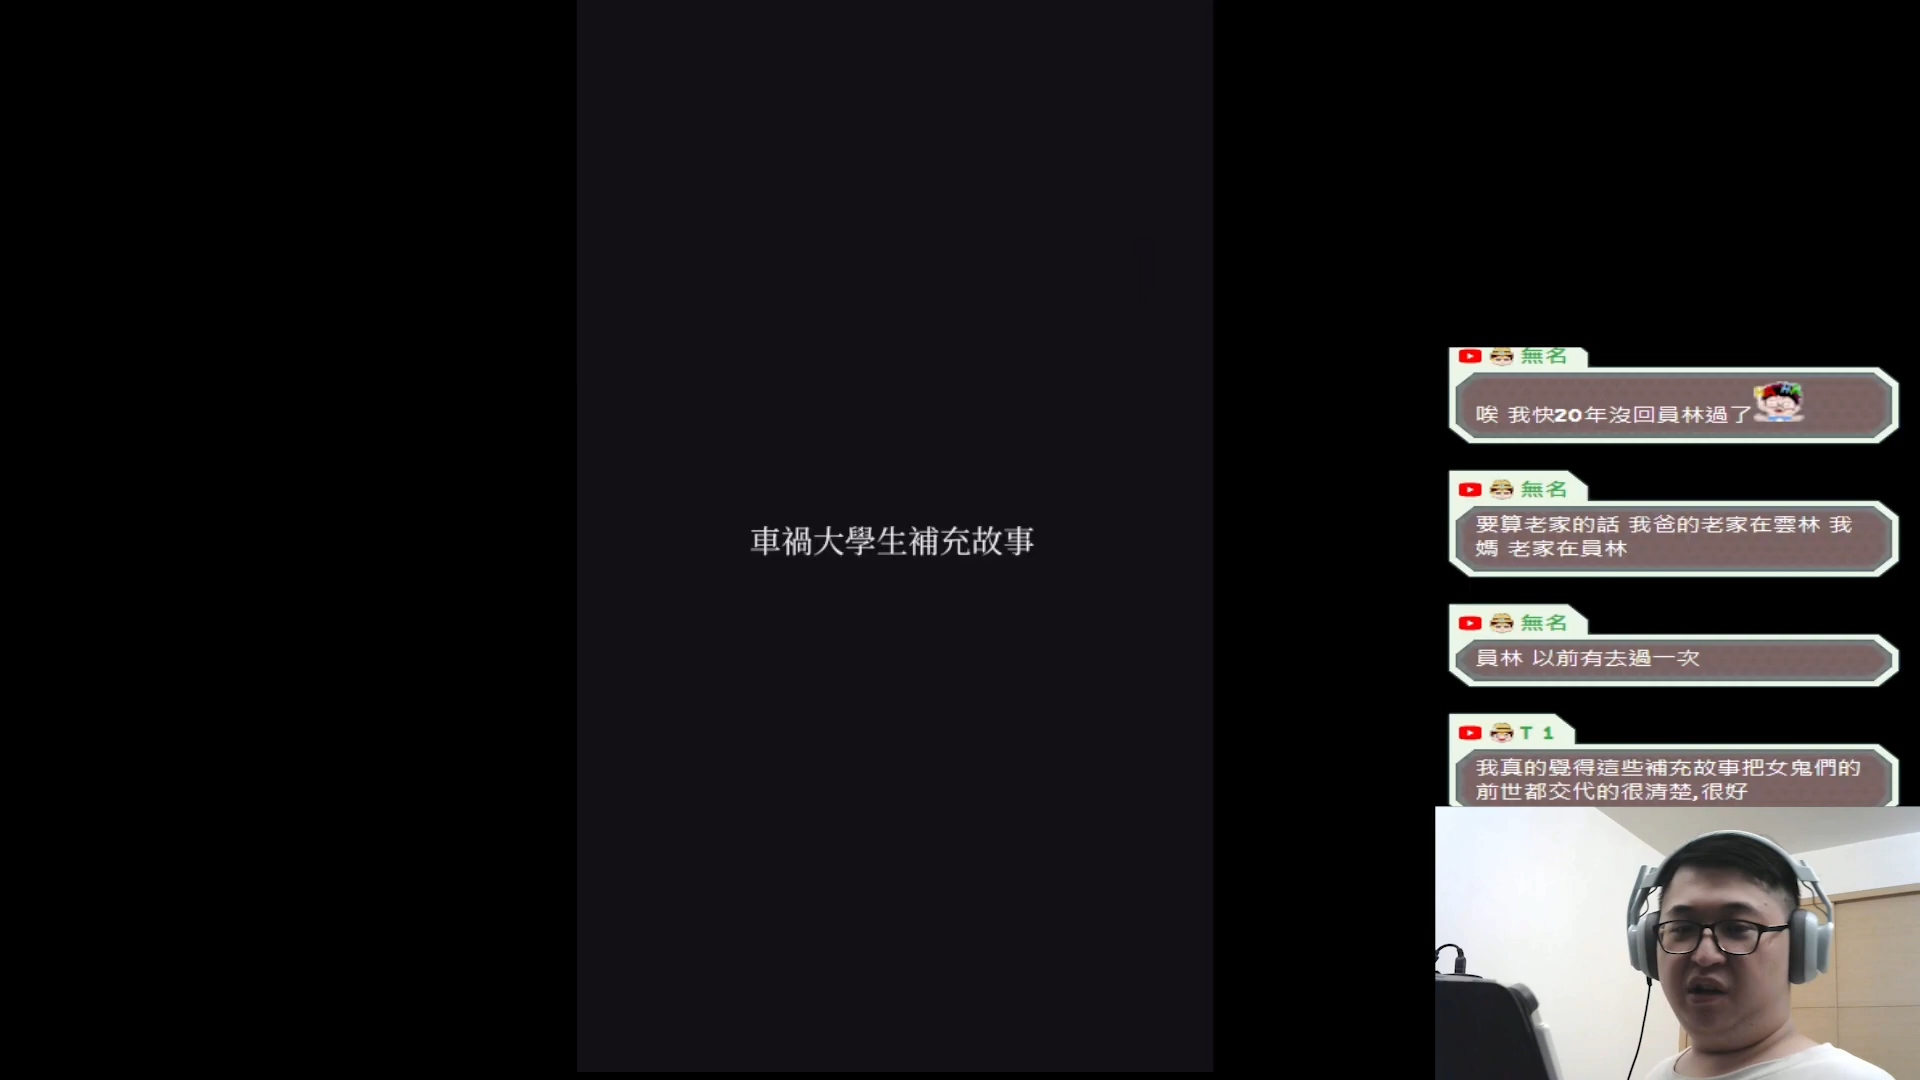 車禍大學生補充故事
無名
唉 我快20年沒回員林過了
無名
要算老家的話 我爸的老家在雲林 我
媽 老家在員林
無名
員林 以前有去過一次
T 1
我真的覺得這些補充故事把女鬼們的
前世都交代的很清楚,很好